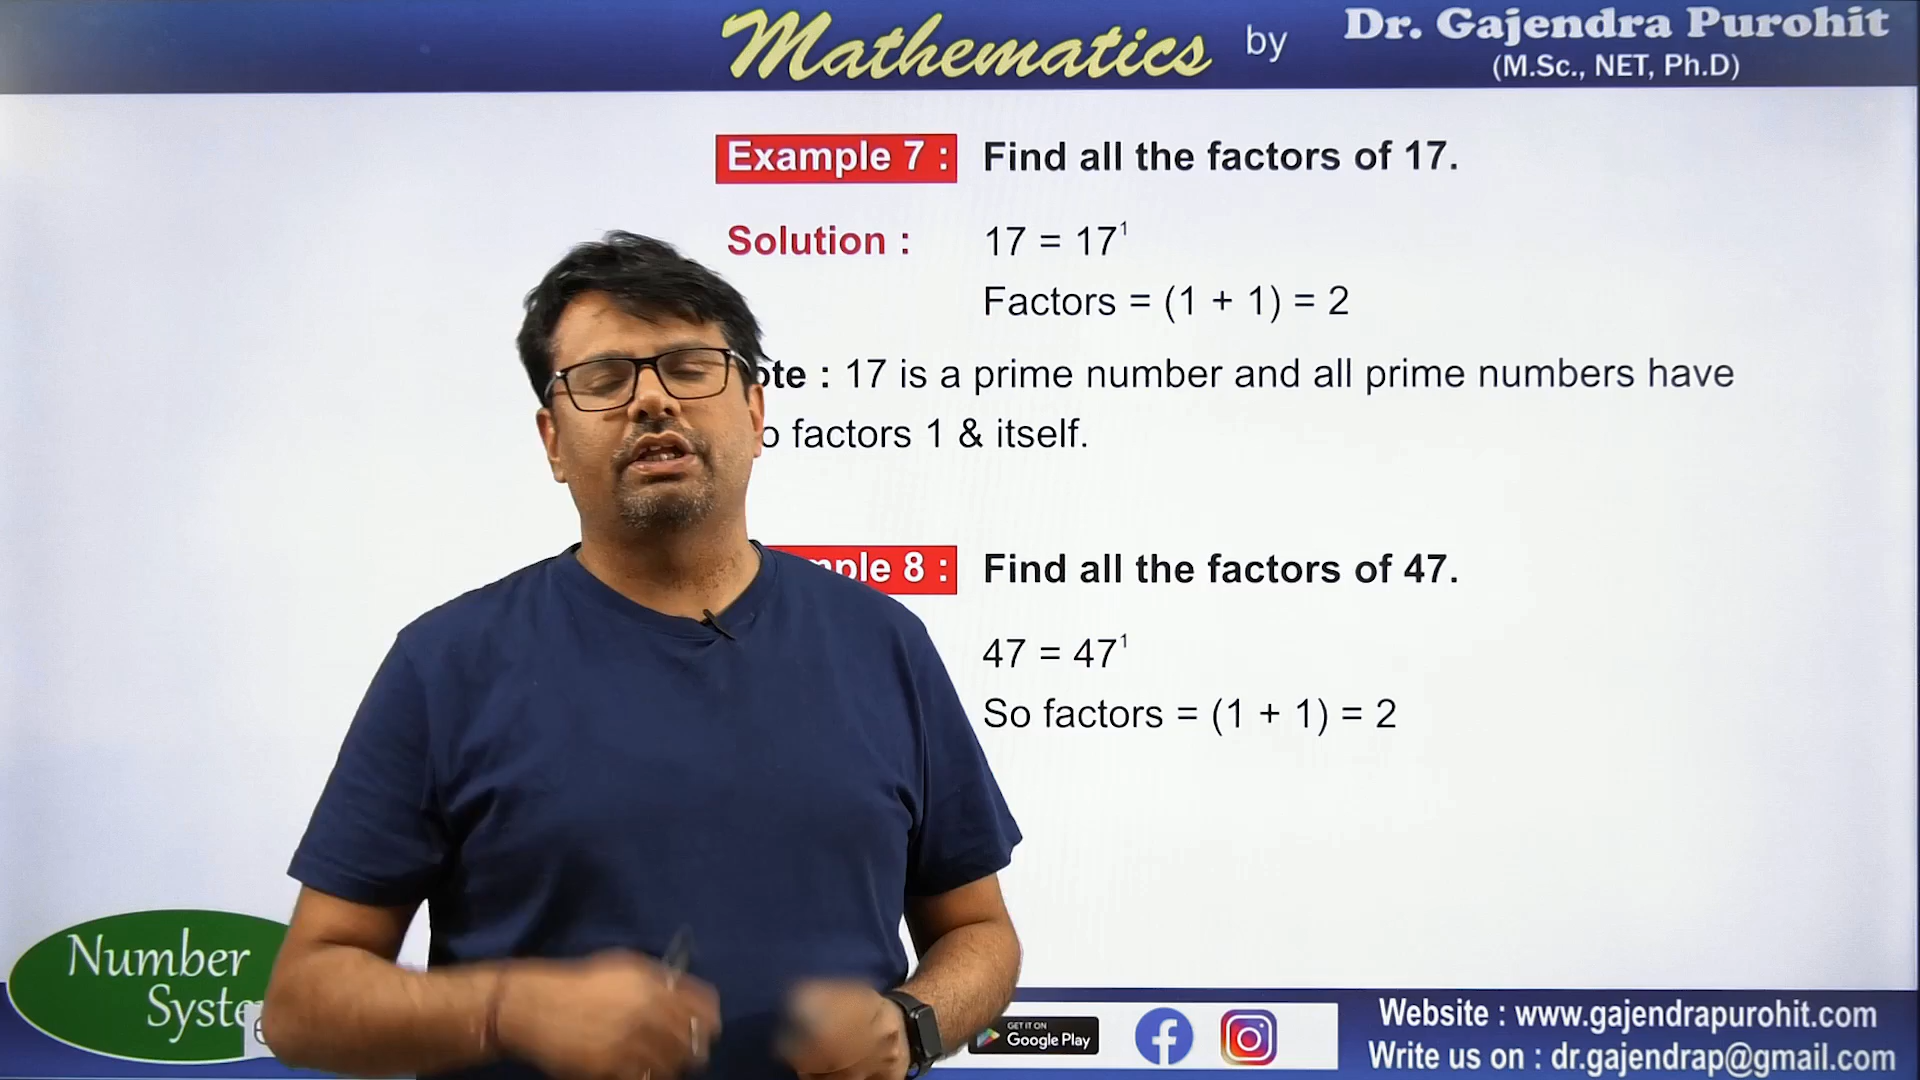 Mathematics by Dr. Gajendra Purohit
(M.Sc., NET, Ph.D)
Example 7 : Find all the factors of 17.
Solution : 17 = 17¹
Factors = (1 + 1) = 2
ote : 17 is a prime number and all prime numbers have
o factors 1 & itself.
mple 8 : Find all the factors of 47.
47 = 47¹
So factors = (1 + 1) = 2
Number
Syste
GET IT ON
Google Play
Website : www.gajendrapurohit.com
Write us on : dr.gajendrap@gmail.com